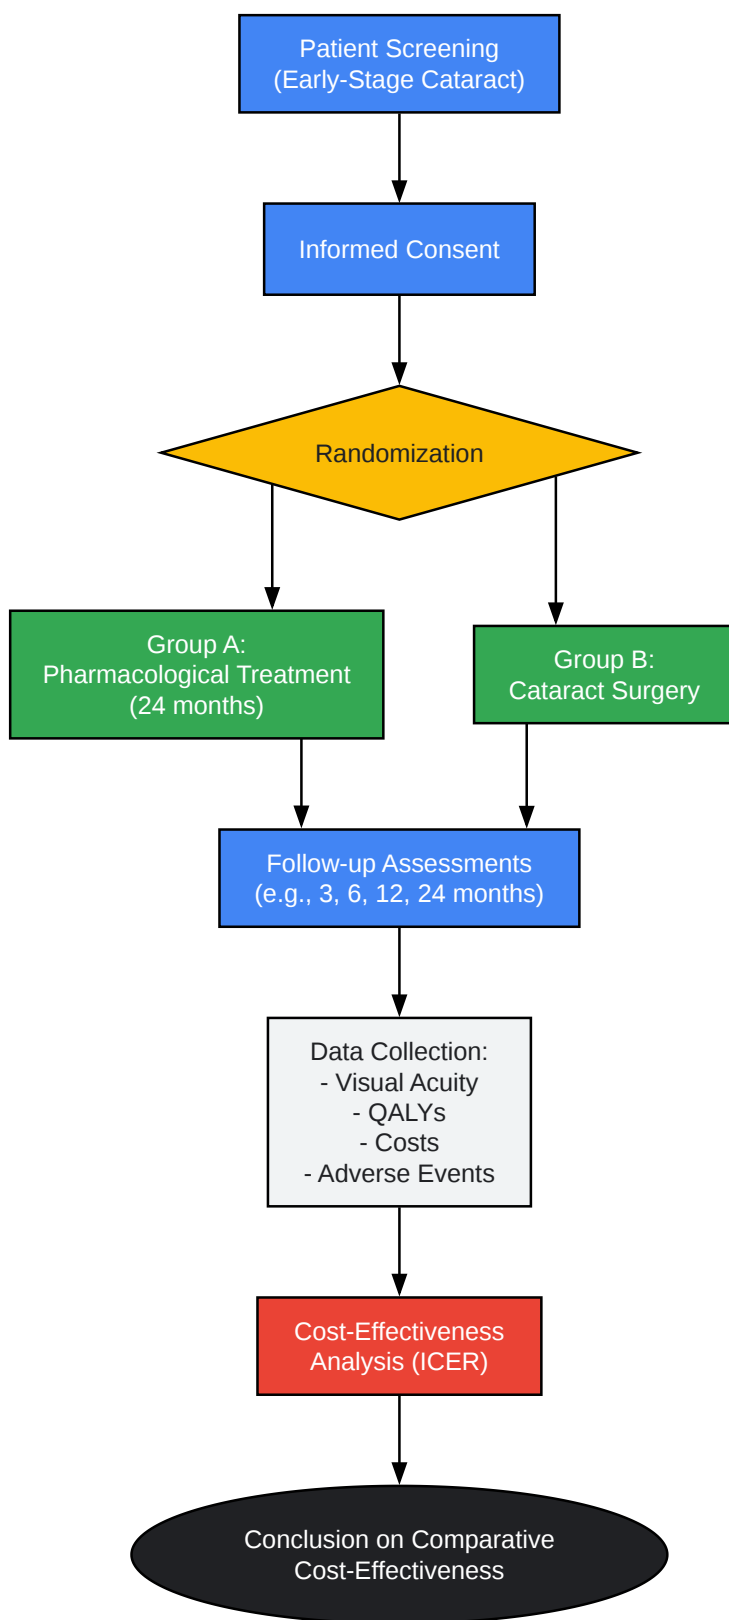 Patient Screening
(Early-Stage Cataract)
Informed Consent
Randomization
Group A:
Pharmacological Treatment
(24 months)
Group B:
Cataract Surgery
Follow-up Assessments
(e.g., 3, 6, 12, 24 months)
Data Collection:
- Visual Acuity
- QALYs
- Costs
- Adverse Events
Cost-Effectiveness
Analysis (ICER)
Conclusion on Comparative
Cost-Effectiveness